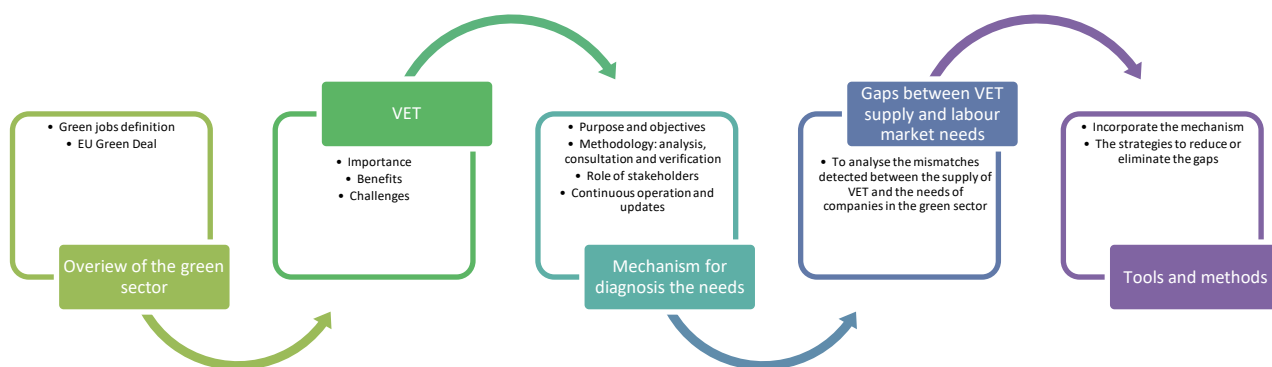 • Green jobs definition
• EU Green Deal
Overiew of the green
sector
VET
• Importance
• Benefits
• Challenges
• Purpose and objectives
• Methodology: analysis,
consultation and verification
• Role of stakeholders
• Continuous operation and
updates
Mechanism for
diagnosis the needs
Gaps between VET
supply and labour
market needs
• To analyse the mismatches
detected between the supply of
VET and the needs of
companies in the green sector
• Incorporate the mechanism
• The strategies to reduce or
eliminate the gaps
Tools and methods